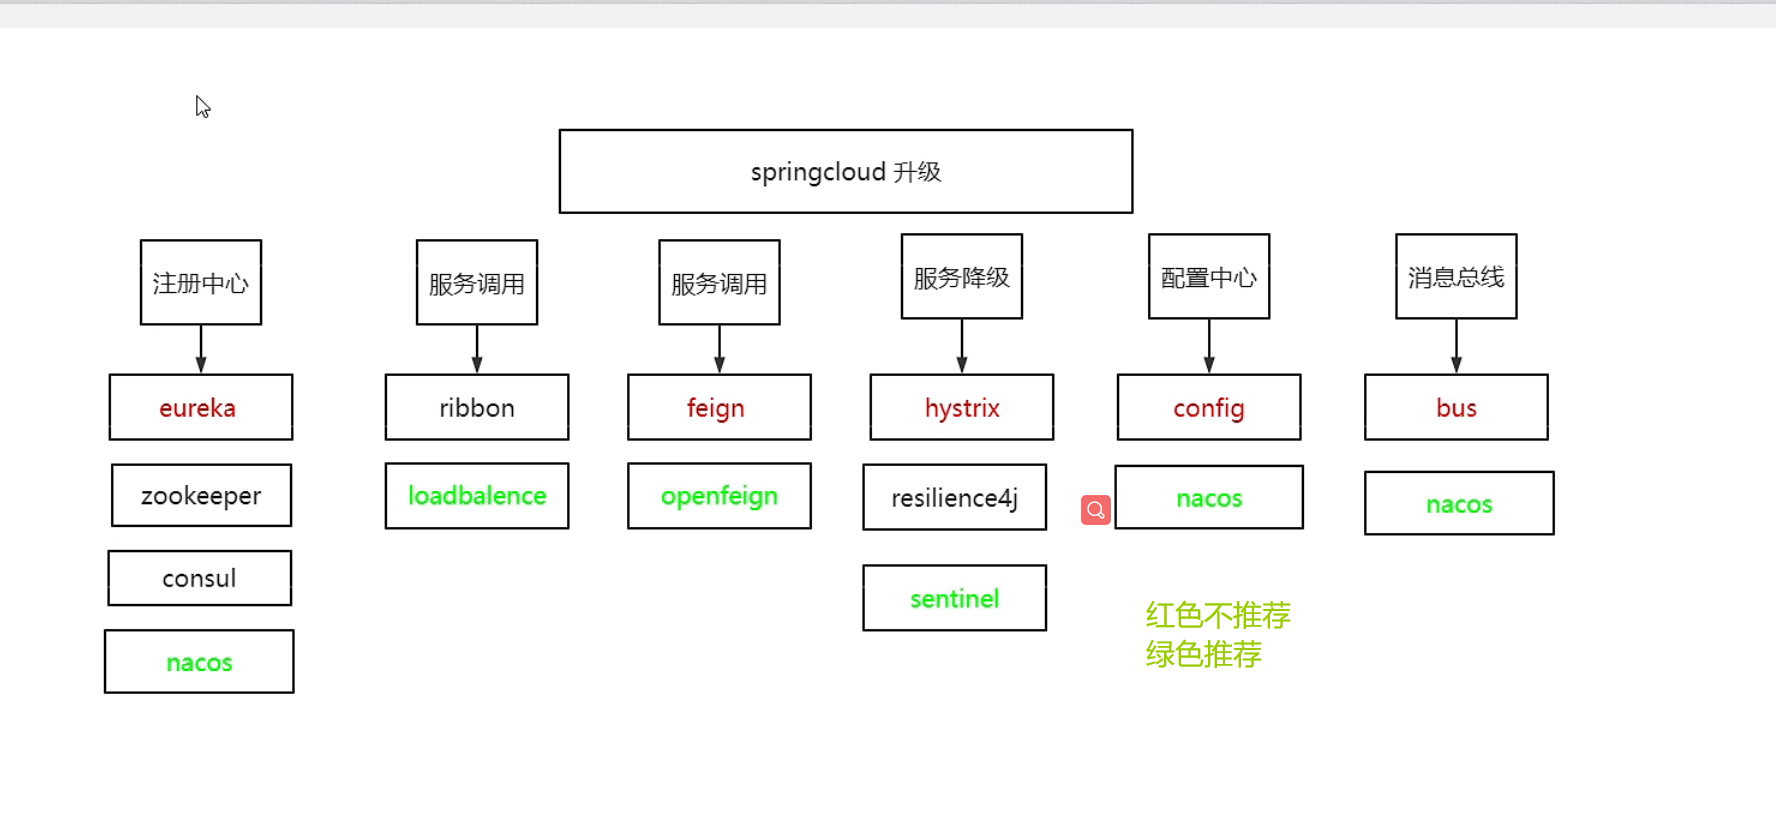 springcloud 升级
注册中心
服务调用
服务调用
服务降级
配置中心
消息总线
eureka
ribbon
feign
hystrix
config
bus
zookeeper
loadbalence
openfeign
resilience4j
nacos
nacos
consul
sentinel
nacos
红色不推荐
绿色推荐